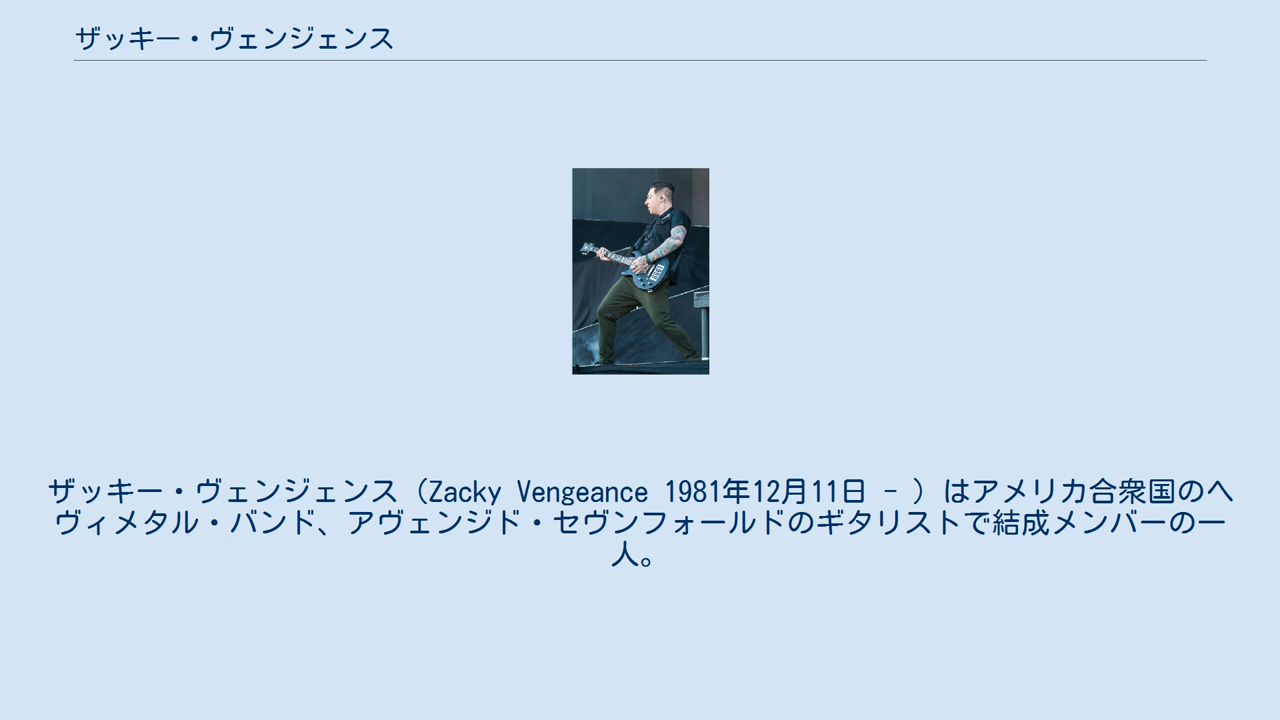 ザッキー・ヴェンジェンス
ザッキー・ヴェンジェンス（Zacky Vengeance 1981年12月11日 - ）はアメリカ合衆国のヘ
ヴィメタル・バンド、アヴェンジド・セヴンフォールドのギタリストで結成メンバーの一
人。